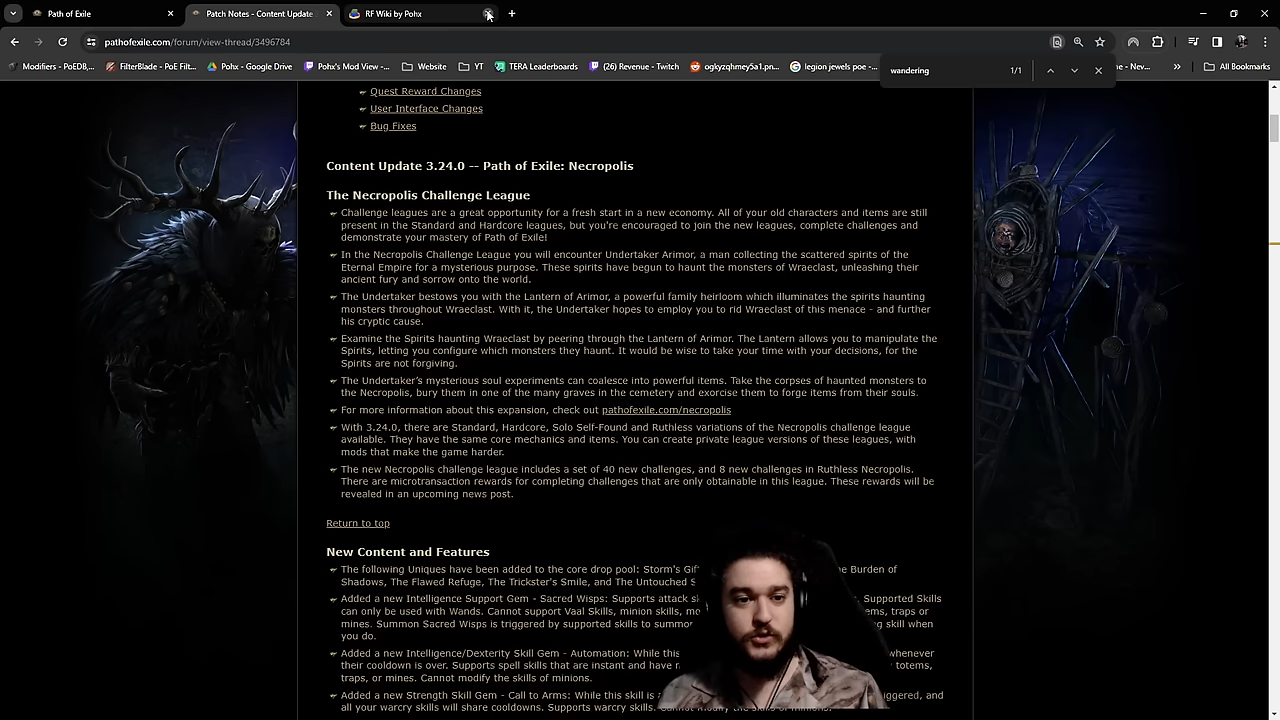 Path of Exile
Patch Notes - Content Update
RF Wiki by Pohx
pathofexile.com/forum/view-thread/3496784
Modifiers - PoEDB,...
FilterBlade - PoE Filt...
Pohx - Google Drive
Pohx's Mod View -...
Website
YT
TERA Leaderboards
(26) Revenue - Twitch
ogkyzqhmey5a1.pn...
legion jewels poe -...
- Nev...
»
All Bookmarks
wandering
1/1
Quest Reward Changes
User Interface Changes
Bug Fixes
Content Update 3.24.0 -- Path of Exile: Necropolis
The Necropolis Challenge League
Challenge leagues are a great opportunity for a fresh start in a new economy. All of your old characters and items are still
present in the Standard and Hardcore leagues, but you're encouraged to join the new leagues, complete challenges and
demonstrate your mastery of Path of Exile!
In the Necropolis Challenge League you will encounter Undertaker Arimor, a man collecting the scattered spirits of the
Eternal Empire for a mysterious purpose. These spirits have begun to haunt the monsters of Wraeclast, unleashing their
ancient fury and sorrow onto the world.
The Undertaker bestows you with the Lantern of Arimor, a powerful family heirloom which illuminates the spirits haunting
monsters throughout Wraeclast. With it, the Undertaker hopes to employ you to rid Wraeclast of this menace - and further
his cryptic cause.
Examine the Spirits haunting Wraeclast by peering through the Lantern of Arimor. The Lantern allows you to manipulate the
Spirits, letting you configure which monsters they haunt. It would be wise to take your time with your decisions, for the
Spirits are not forgiving.
The Undertaker's mysterious soul experiments can coalesce into powerful items. Take the corpses of haunted monsters to
the Necropolis, bury them in one of the many graves in the cemetery and exorcise them to forge items from their souls.
For more information about this expansion, check out pathofexile.com/necropolis
With 3.24.0, there are Standard, Hardcore, Solo Self-Found and Ruthless variations of the Necropolis challenge league
available. They have the same core mechanics and items. You can create private league versions of these leagues, with
mods that make the game harder.
The new Necropolis challenge league includes a set of 40 new challenges, and 8 new challenges in Ruthless Necropolis.
There are microtransaction rewards for completing challenges that are only obtainable in this league. These rewards will be
revealed in an upcoming news post.
Return to top
New Content and Features
The following Uniques have been added to the core drop pool: Storm's Gif e Burden of
Shadows, The Flawed Refuge, The Trickster's Smile, and The Untouched S
Added a new Intelligence Support Gem - Sacred Wisps: Supports attack sk . Supported Skills
can only be used with Wands. Cannot support Vaal Skills, minion skills, mo ems, traps or
mines. Summon Sacred Wisps is triggered by supported skills to summor g skill when
you do.
Added a new Intelligence/Dexterity Skill Gem - Automation: While this whenever
their cooldown is over. Supports spell skills that are instant and have r totems,
traps, or mines. Cannot modify the skills of minions.
Added a new Strength Skill Gem - Call to Arms: While this skill is a iggered, and
all your warcry skills will share cooldowns. Supports warcry skills. Cannot modify the skills of minions.